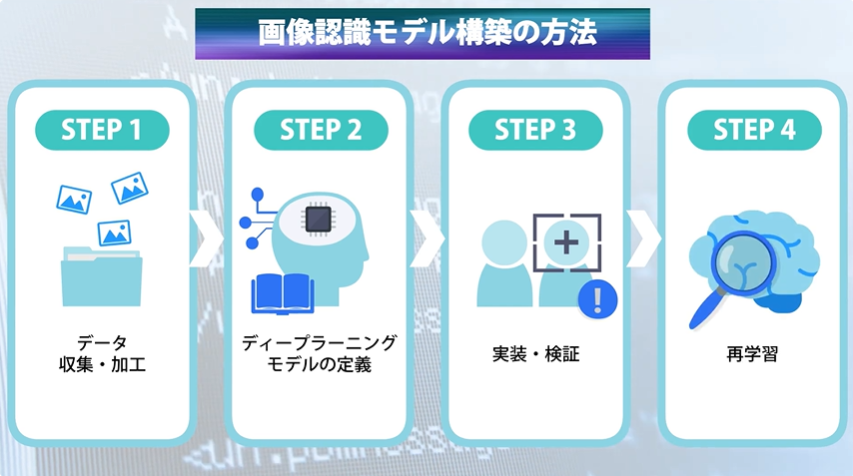 画像認識モデル構築の方法
STEP 1
データ
収集・加工
STEP 2
ディープラーニング
モデルの定義
STEP 3
実装・検証
STEP 4
再学習